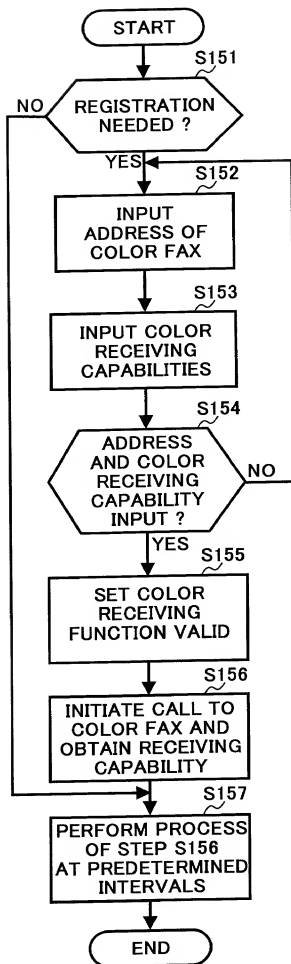 START
S151
NO
REGISTRATION
NEEDED ?
YES
S152
INPUT
ADDRESS OF
COLOR FAX
S153
INPUT COLOR
RECEIVING
CAPABILITIES
S154
ADDRESS
AND COLOR
RECEIVING
CAPABILITY
INPUT ?
NO
YES
S155
SET COLOR
RECEIVING
FUNCTION VALID
S156
INITIATE CALL TO
COLOR FAX AND
OBTAIN RECEIVING
CAPABILITY
S157
PERFORM PROCESS
OF STEP S156
AT PREDETERMINED
INTERVALS
END